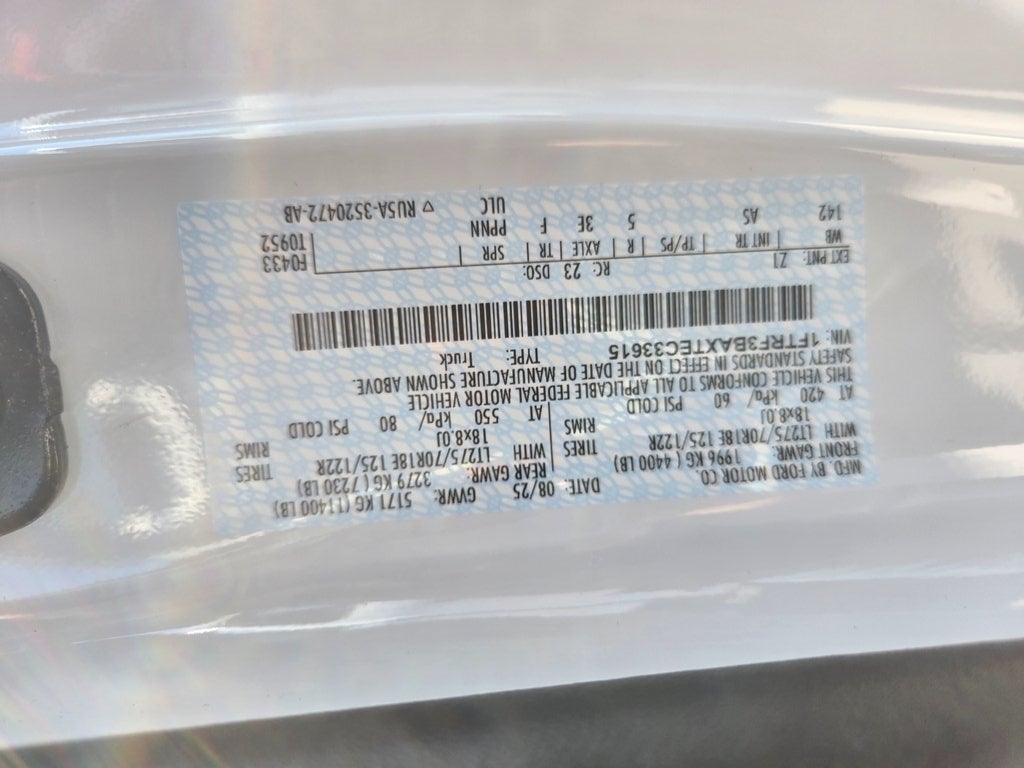 MFD. BY FORD MOTOR CO.
DATE: 08/25 GVWR: 5171 KG (11400 LB)
FRONT GAWR: 1996 KG (4400 LB)
REAR GAWR: 3279 KG (7230 LB)
WITH LT275/70R18E 125/122R TIRES
WITH LT275/70R18E 125/122R TIRES
18x8.0J RIMS
18x8.0J RIMS
AT 420 kPa/ 60 PSI COLD
AT 550 kPa/ 80 PSI COLD
THIS VEHICLE CONFORMS TO ALL APPLICABLE FEDERAL MOTOR VEHICLE
SAFETY STANDARDS IN EFFECT ON THE DATE OF MANUFACTURE SHOWN ABOVE.
VIN: 1FTRF3BAXTEC33615 TYPE: Truck
EXT PNT: Z1 RC: 23 DSO: F0433
WB | INT TR | TP/PS | R | AXLE | TR | SPR | PPNN T0952
142 AS 5 3E F ULC ▽ RUSA-3520472-AB